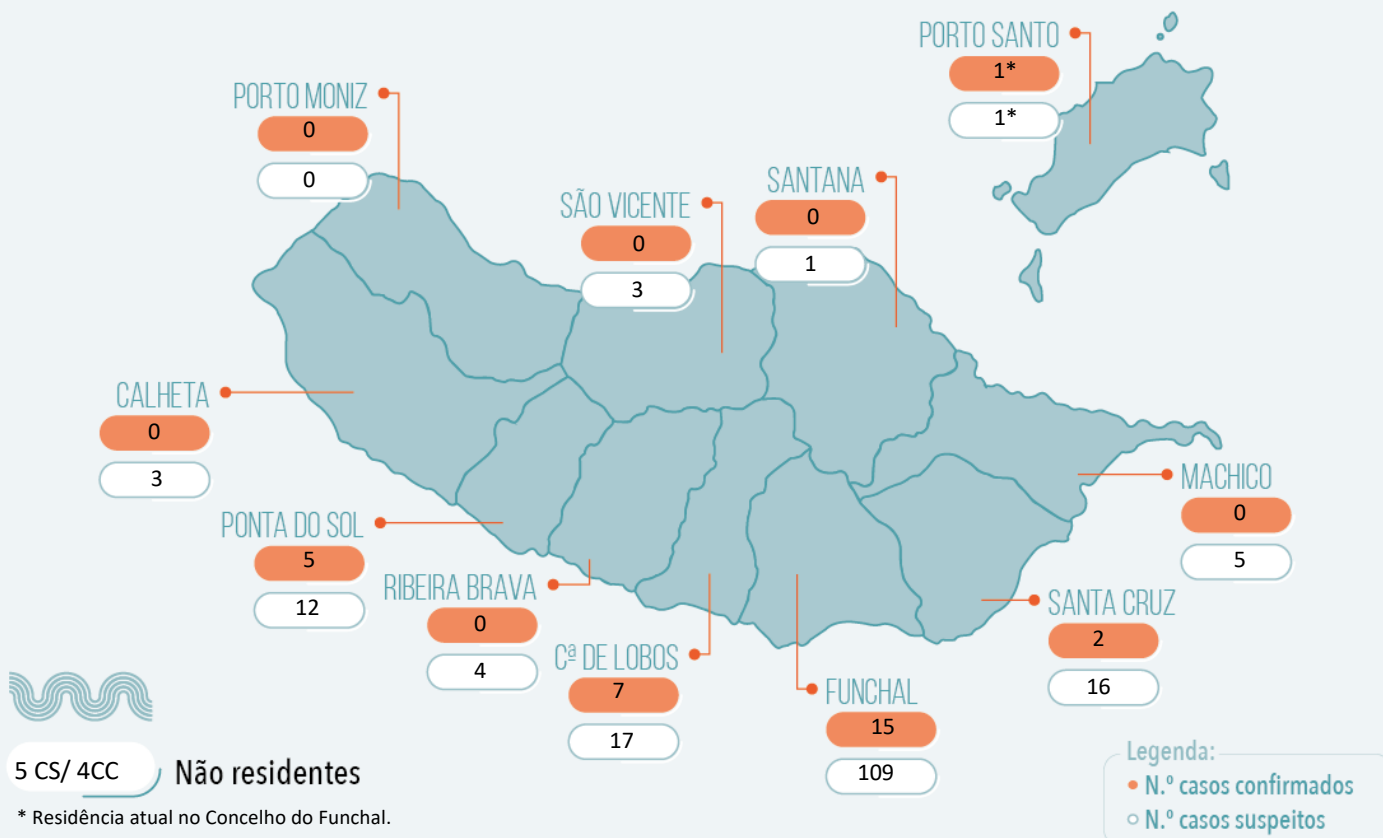 PORTO SANTO
1*
1*
PORTO MONIZ
0
0
SANTANA
0
1
SÃO VICENTE
0
3
CALHETA
0
3
MACHICO
0
5
PONTA DO SOL
5
12
RIBEIRA BRAVA
0
4
SANTA CRUZ
2
16
Cª DE LOBOS
7
17
FUNCHAL
15
109
5 CS/ 4CC Não residentes
* Residência atual no Concelho do Funchal.
Legenda:
N.º casos confirmados
N.º casos suspeitos